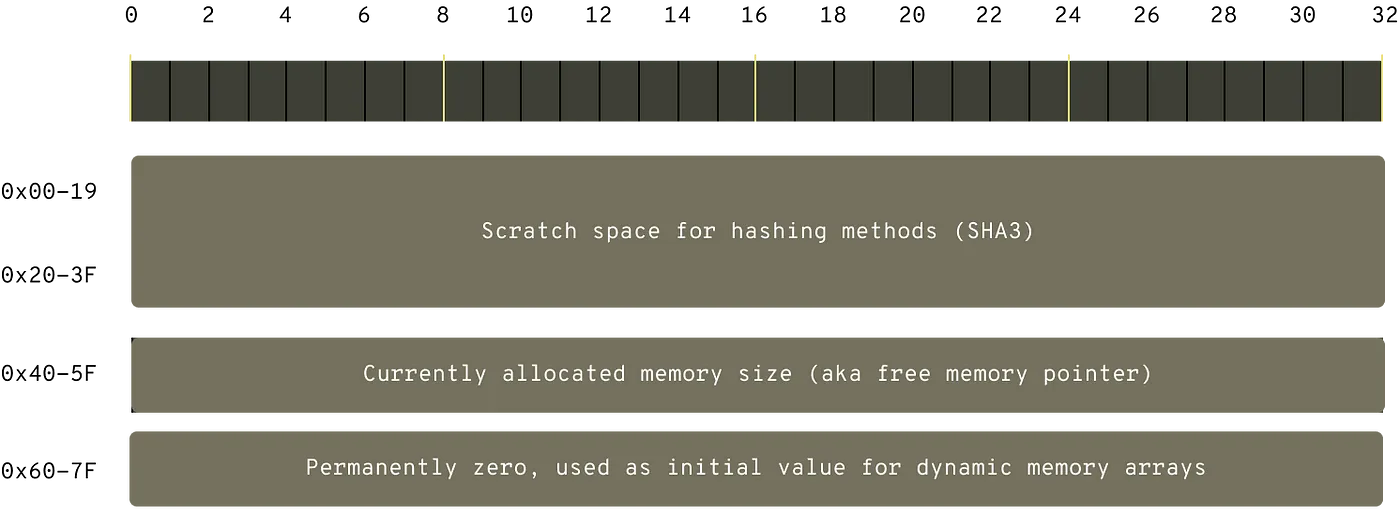 0 2 4 6 8 10 12 14 16 18 20 22 24 26 28 30 32
0x00-19
Scratch space for hashing methods (SHA3)
0x20-3F
0x40-5F Currently allocated memory size (aka free memory pointer)
0x60-7F Permanently zero, used as initial value for dynamic memory arrays